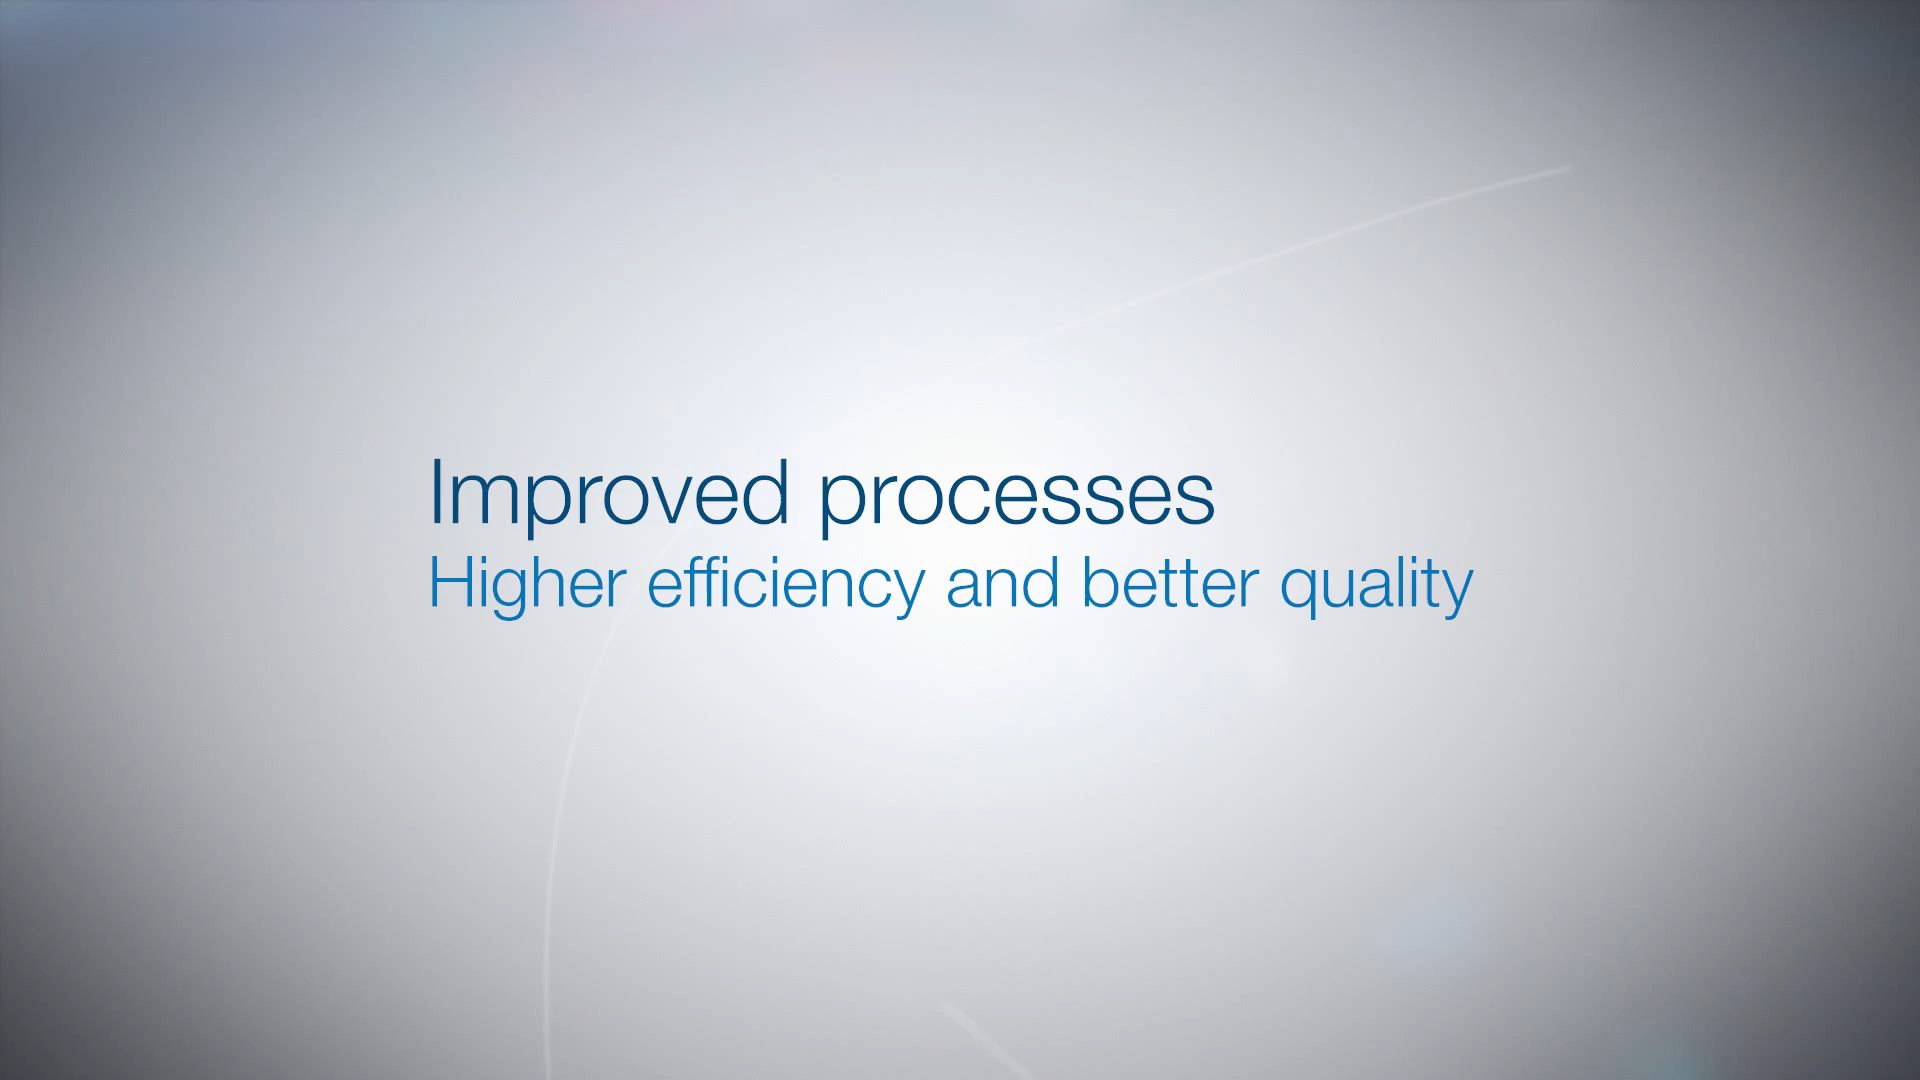 Improved processes
Higher efficiency and better quality